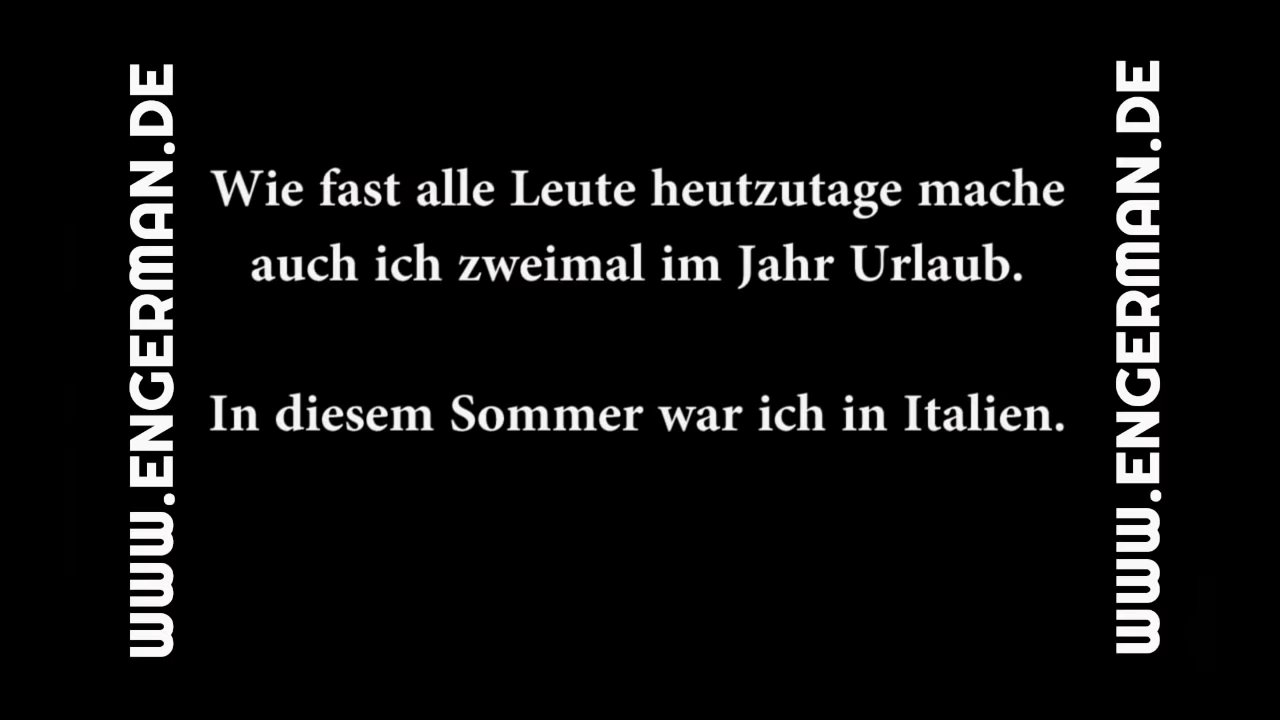 WWW.ENGERMAN.DE
Wie fast alle Leute heutzutage mache
auch ich zweimal im Jahr Urlaub.
In diesem Sommer war ich in Italien.
WWW.ENGERMAN.DE